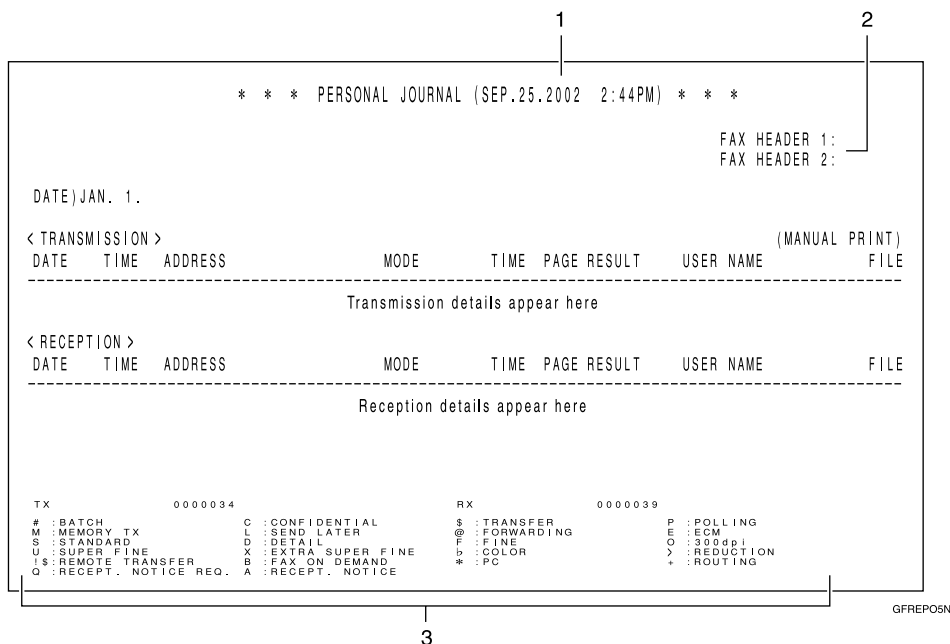 1 2
* * * PERSONAL JOURNAL (SEP.25.2002 2:44PM) * * *
FAX HEADER 1:
FAX HEADER 2:
DATE)JAN. 1.
<TRANSMISSION> (MANUAL PRINT)
DATE TIME ADDRESS MODE TIME PAGE RESULT USER NAME FILE
--------------------------------------------------
Transmission details appear here
<RECEPTION>
DATE TIME ADDRESS MODE TIME PAGE RESULT USER NAME FILE
--------------------------------------------------
Reception details appear here
TX 0000034 RX 0000039
# :BATCH C :CONFIDENTIAL $ :TRANSFER P :POLLING
M :MEMORY TX L :SEND LATER @ :FORWARDING E :ECM
S :STANDARD D :DETAIL F :FINE O :300dpi
U :SUPER FINE X :EXTRA SUPER FINE ♭ :COLOR > :REDUCTION
!$:REMOTE TRANSFER B :FAX ON DEMAND * :PC + :ROUTING
Q :RECEPT. NOTICE REQ. A :RECEPT. NOTICE
GFREPO5N
3